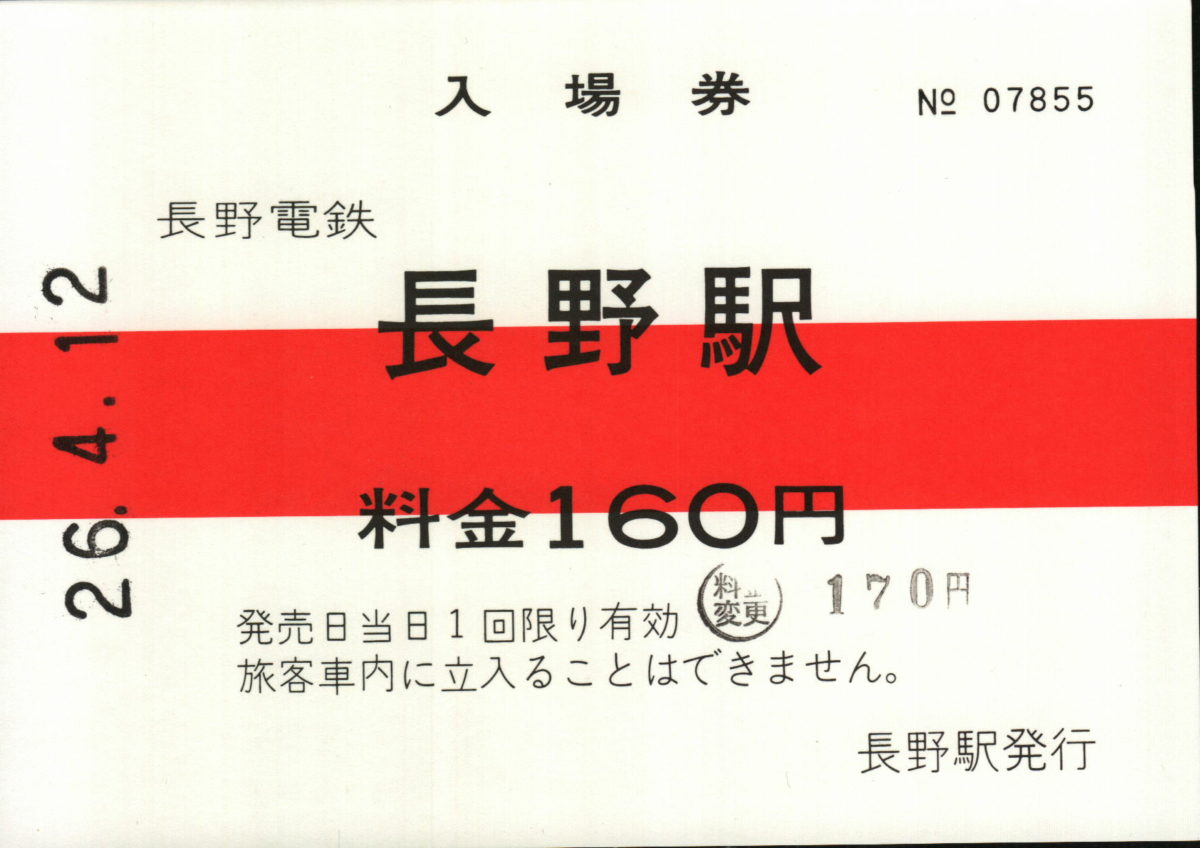 入場券
№ 07855
長野電鉄
長野駅
26.4.12
料金160円
料金変更 170円
発売日当日1回限り有効
旅客車内に立入ることはできません。
長野駅発行